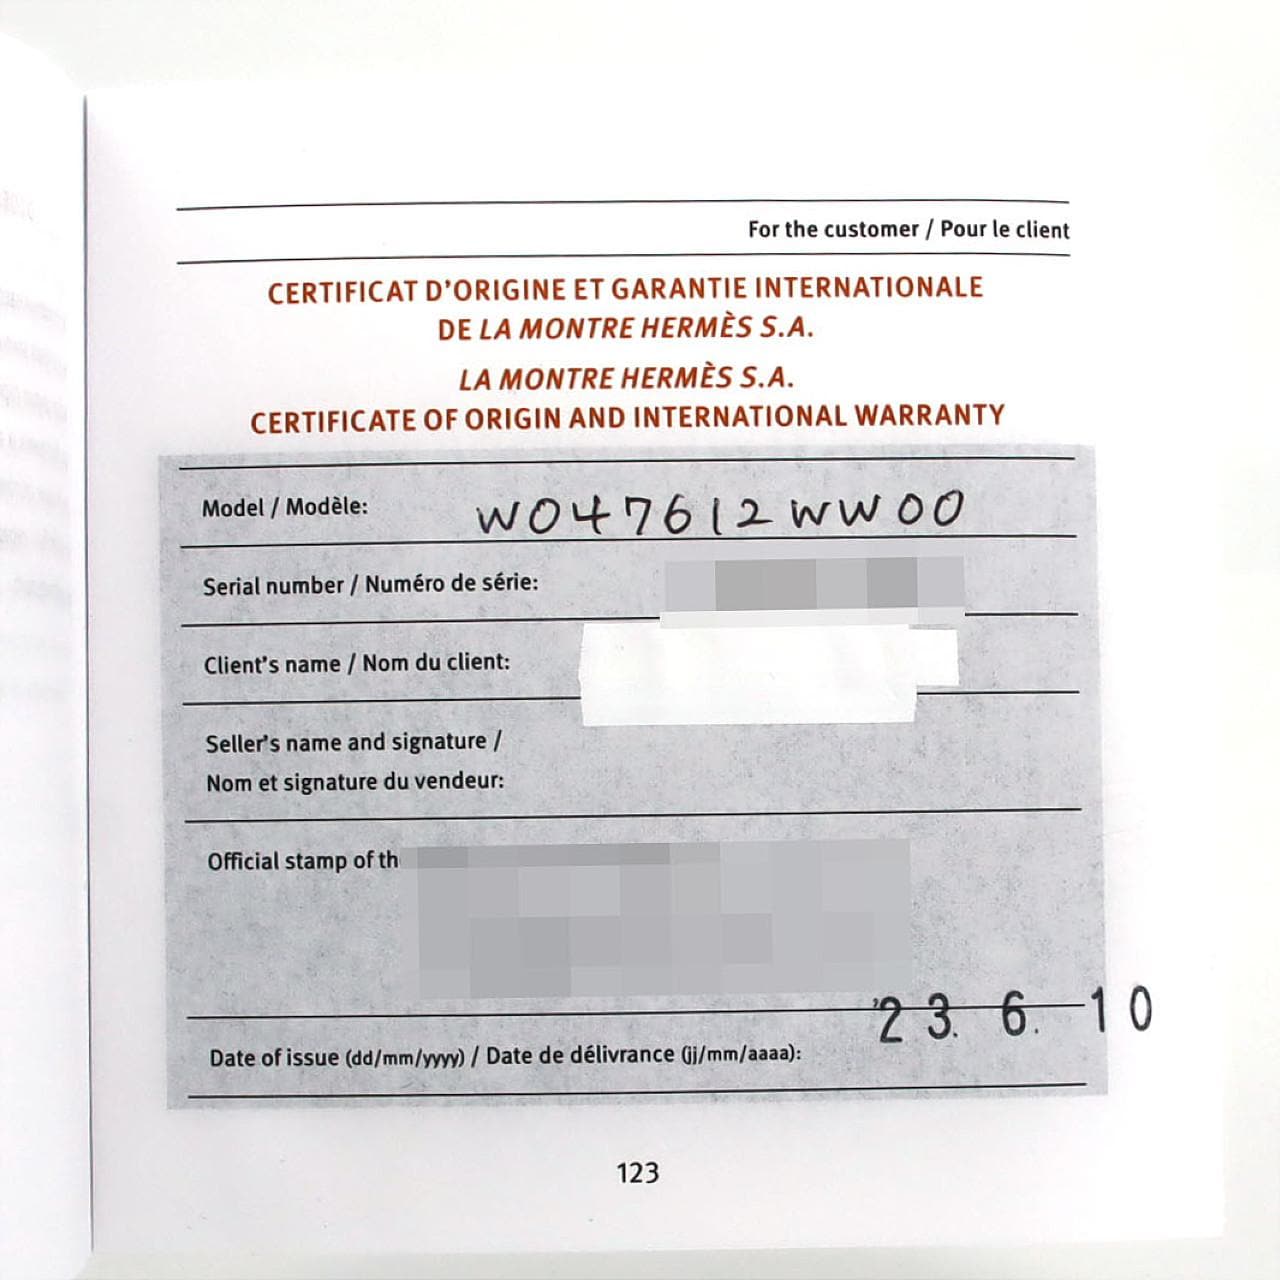 For the customer / Pour le client
CERTIFICAT D'ORIGINE ET GARANTIE INTERNATIONALE
DE LA MONTRE HERMÈS S.A.
LA MONTRE HERMÈS S.A.
CERTIFICATE OF ORIGIN AND INTERNATIONAL WARRANTY
Model / Modèle: W047612WW00
Serial number / Numéro de série:
Client's name / Nom du client:
Seller's name and signature /
Nom et signature du vendeur:
Official stamp of
'23. 6. 10
Date of issue (dd/mm/yyyy) / Date de délivrance (jj/mm/aaaa):
123